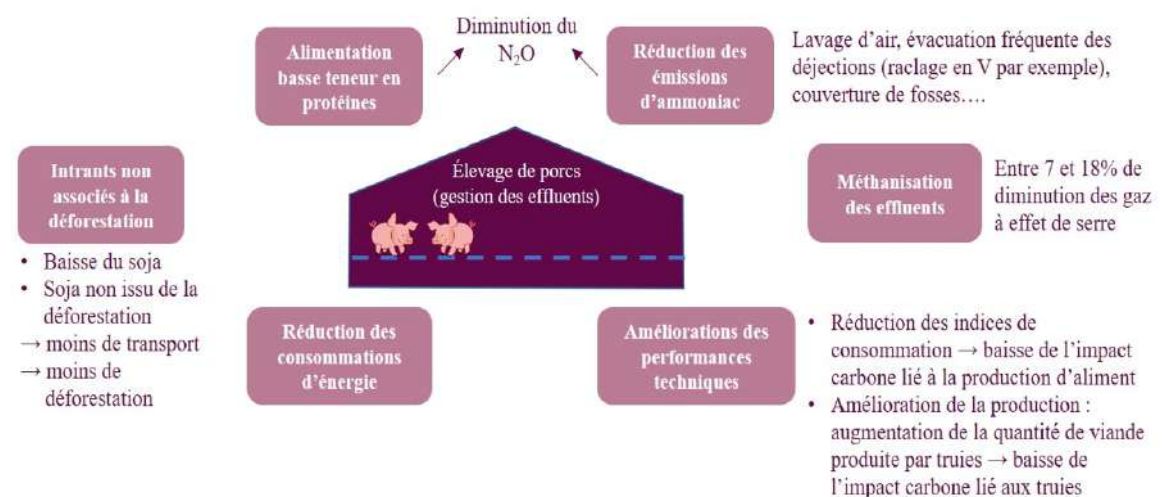 Diminution du
N₂O
Alimentation
basse teneur en
protéines
Réduction des
émissions
d’ammoniac
Lavage d’air, évacuation fréquente des
déjections (raclage en V par exemple),
couverture de fosses….
Intrants non
associés à la
déforestation
• Baisse du soja
• Soja non issu de la
déforestation
→ moins de transport
→ moins de
déforestation
Élevage de porcs
(gestion des effluents)
Méthanisation
des effluents
Entre 7 et 18% de
diminution des gaz
à effet de serre
Réduction des
consommations
d’énergie
Améliorations des
performances
techniques
• Réduction des indices de
consommation → baisse de l’impact
carbone lié à la production d’aliment
• Amélioration de la production :
augmentation de la quantité de viande
produite par truies → baisse de
l’impact carbone lié aux truies